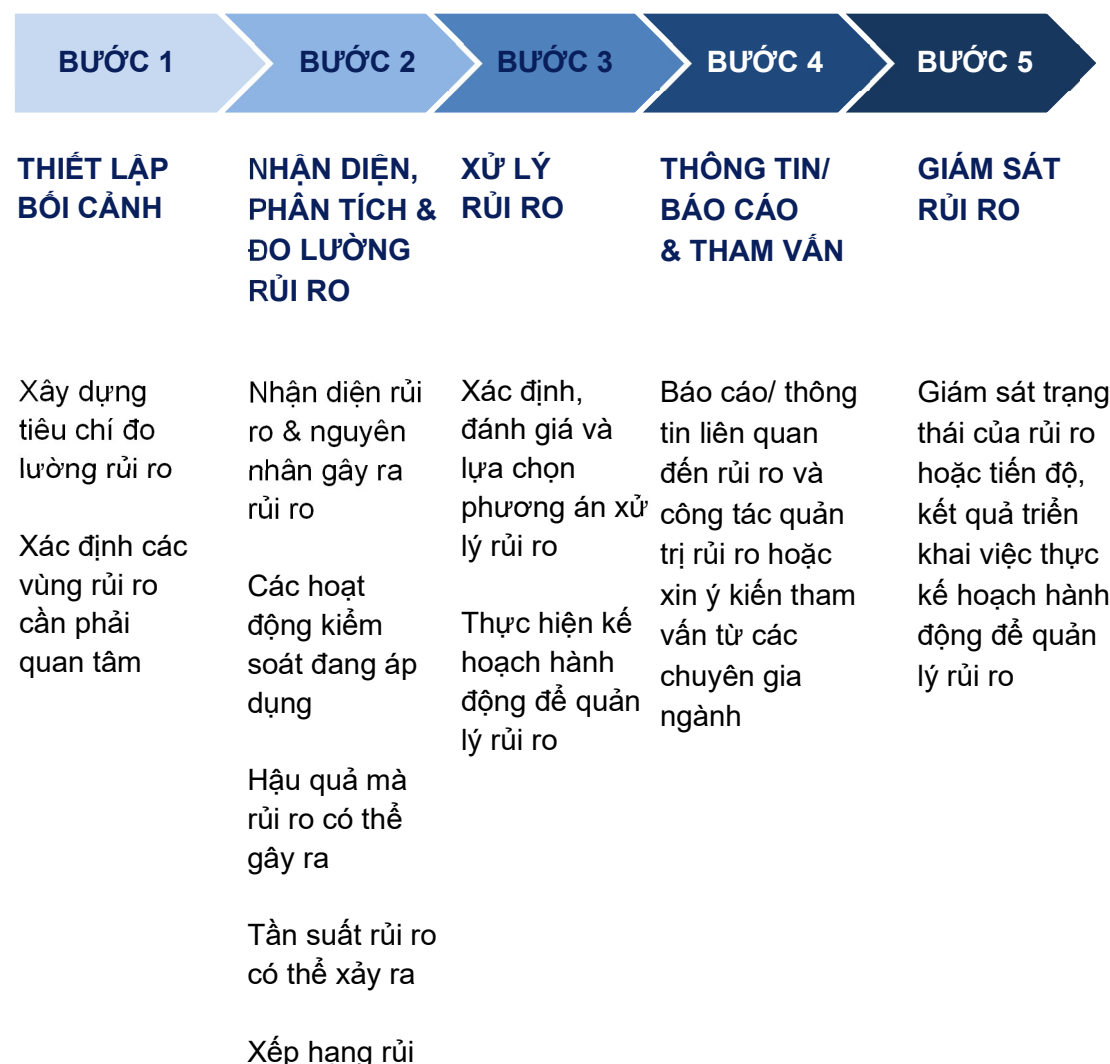 BƯỚC 1
BƯỚC 2
BƯỚC 3
BƯỚC 4
BƯỚC 5
THIẾT LẬP
BỐI CẢNH
NHẬN DIỆN,
PHÂN TÍCH &
ĐO LƯỜNG
RỦI RO
XỬ LÝ
RỦI RO
THÔNG TIN/
BÁO CÁO
& THAM VẤN
GIÁM SÁT
RỦI RO
Xây dựng
tiêu chí đo
lường rủi ro
Xác định các
vùng rủi ro
cần phải
quan tâm
Nhận diện rủi
ro & nguyên
nhân gây ra
rủi ro
Các hoạt
động kiểm
soát đang áp
dụng
Hậu quả mà
rủi ro có thể
gây ra
Tần suất rủi ro
có thể xảy ra
Xếp hang rủi
Xác định,
đánh giá và
lựa chọn
phương án xử
lý rủi ro
Thực hiện kế
hoạch hành
động để quản
lý rủi ro
Báo cáo/ thông
tin liên quan
đến rủi ro và
công tác quản
trị rủi ro hoặc
xin ý kiến tham
vấn từ các
chuyên gia
ngành
Giám sát trạng
thái của rủi ro
hoặc tiến độ,
kết quả triển
khai việc thực
kế hoạch hành
động để quản
lý rủi ro